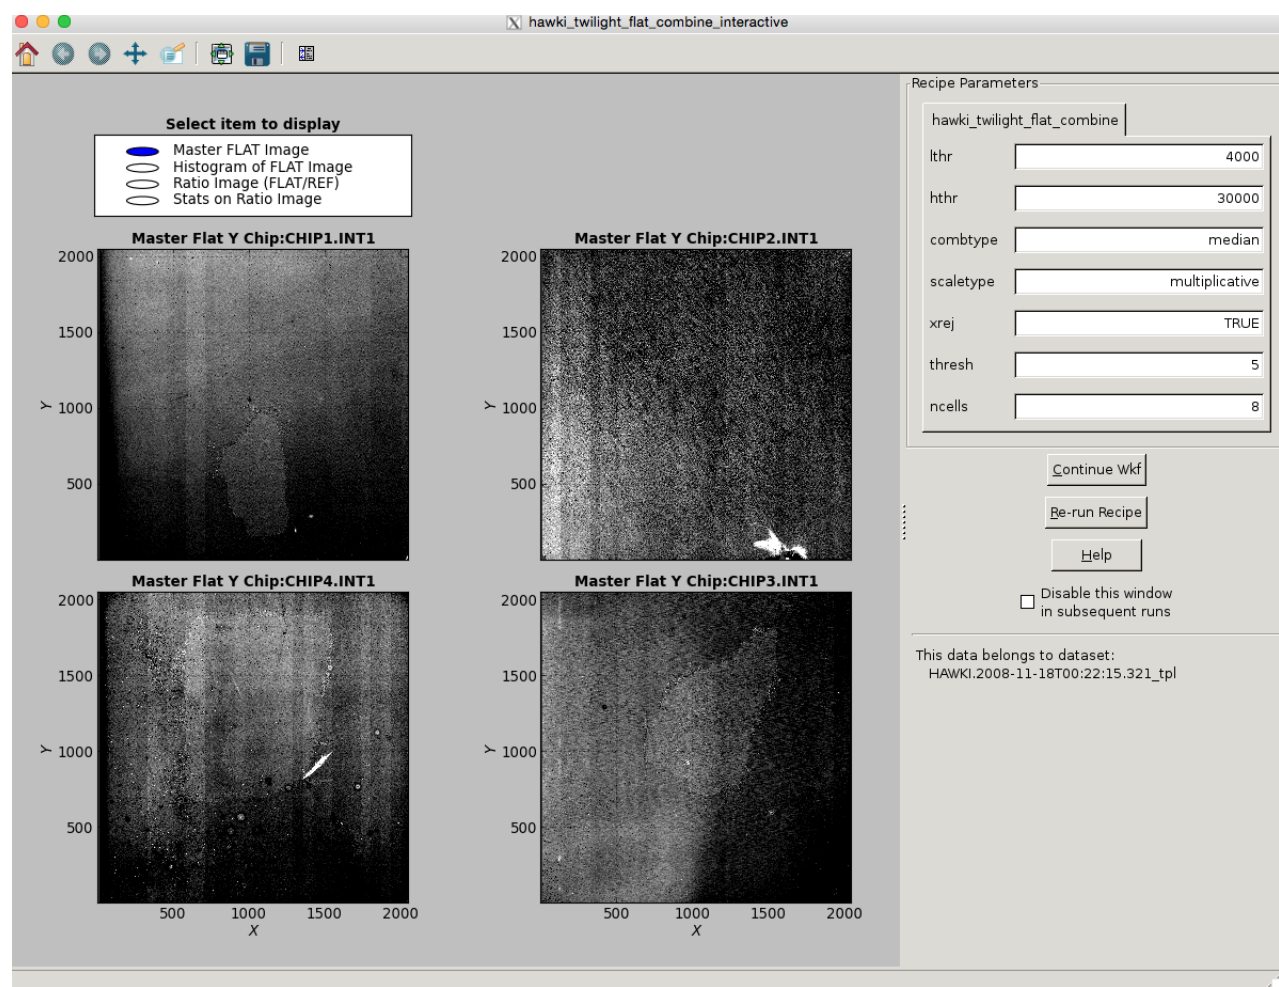 hawki_twilight_flat_combine_interactive
Select item to display
Master FLAT Image
Histogram of FLAT Image
Ratio Image (FLAT/REF)
Stats on Ratio Image
Master Flat Y Chip:CHIP1.INT1
2000
1500
1000
500
Y
Master Flat Y Chip:CHIP2.INT1
2000
1500
1000
500
Y
Master Flat Y Chip:CHIP4.INT1
2000
1500
1000
500
Y
500 1000 1500 2000
X
Master Flat Y Chip:CHIP3.INT1
2000
1500
1000
500
Y
500 1000 1500 2000
X
Recipe Parameters
hawki_twilight_flat_combine
lthr 4000
hthr 30000
combtype median
scaletype multiplicative
xrej TRUE
thresh 5
ncells 8
Continue Wkf
Re-run Recipe
Help
Disable this window
in subsequent runs
This data belongs to dataset:
HAWKI.2008-11-18T00:22:15.321_tpl